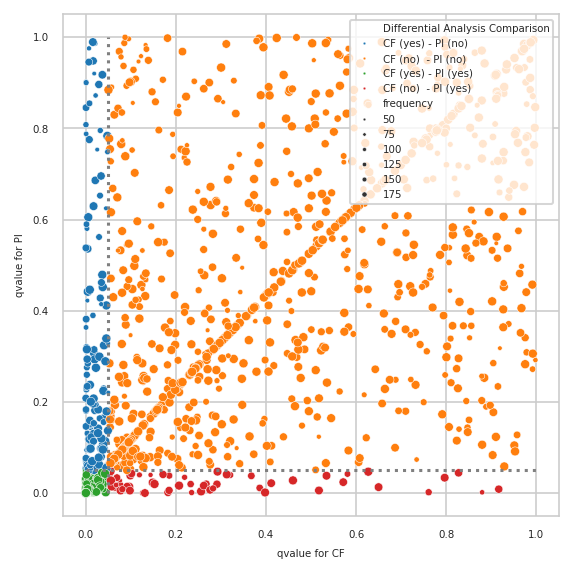 Differential Analysis Comparison
CF (yes) - PI (no)
CF (no)  - PI (no)
CF (yes) - PI (yes)
CF (no)  - PI (yes)
frequency
50
75
100
125
150
175
1.0
0.8
0.6
0.4
0.2
0.0
qvalue for PI
0.0 0.2 0.4 0.6 0.8 1.0
qvalue for CF